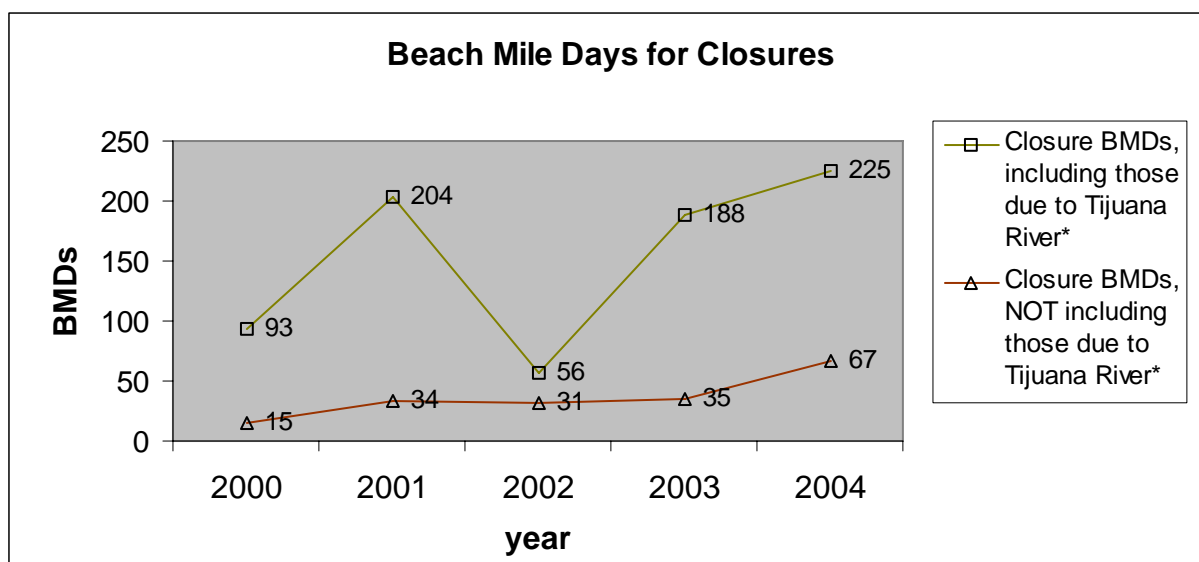 Beach Mile Days for Closures
BMDs
250
200
150
100
50
0
93
204
56
188
225
15
34
31
35
67
2000 2001 2002 2003 2004
year
Closure BMDs,
including those
due to Tijuana
River*
Closure BMDs,
NOT including
those due to
Tijuana River*